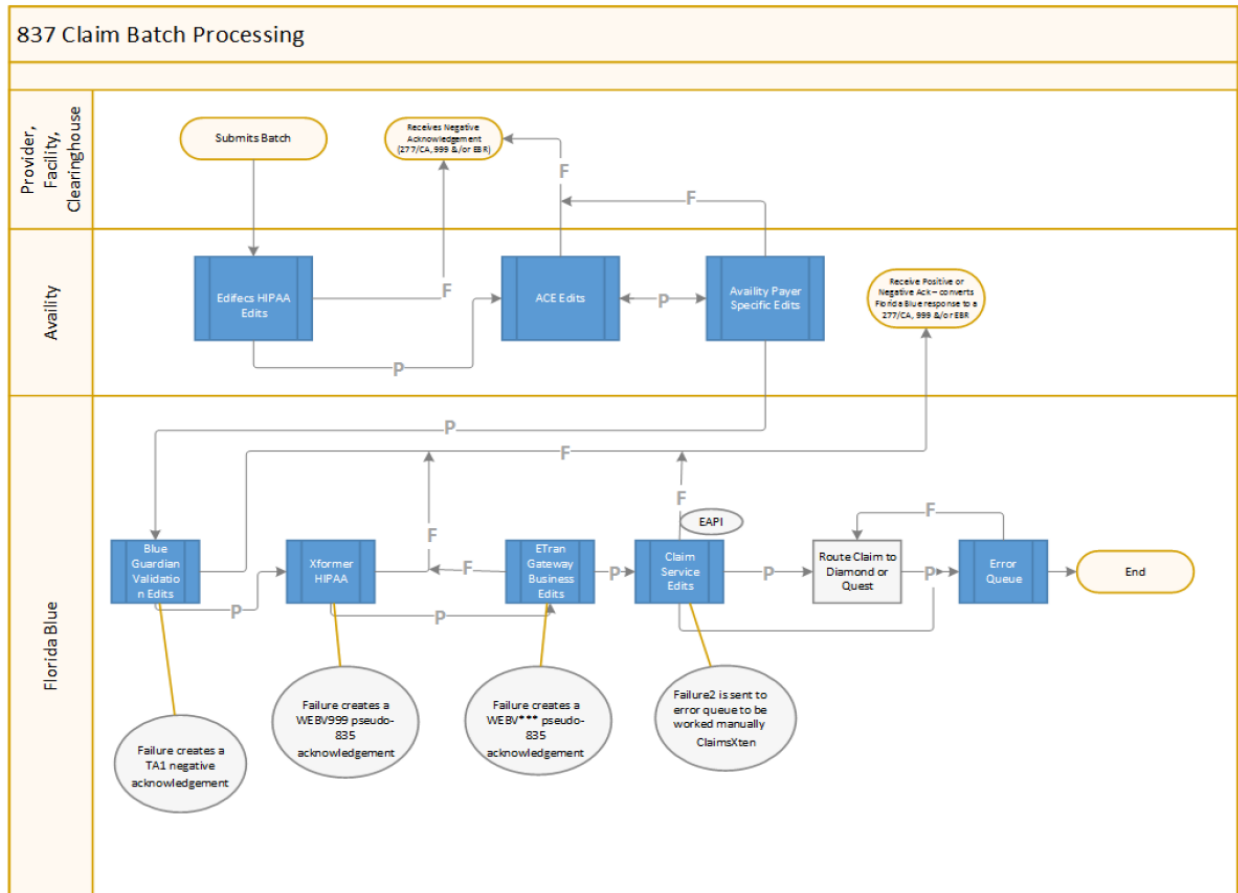 837 Claim Batch Processing
Provider,
Facility,
Clearinghouse
Submits Batch
Receives Negative
Acknowledgement
(277/CA, 999 &/or EBR)
F
F
F
Availity
Edifecs HIPAA
Edits
ACE Edits
P
Availity Payer
Specific Edits
Receive Positive or
Negative Ack – converts
Florida Blue response to a
277/CA, 999 &/or EBR
P
Florida Blue
P
F
F
F
EAPI
F
Blue
Guardian
Validatio
n Edits
P
Xformer
HIPAA
F
P
ETran
Gateway
Business
Edits
P
Claim
Service
Edits
P
Route Claim to
Diamond or
Quest
P
P
Error
Queue
End
Failure creates a
TA1 negative
acknowledgement
Failure creates a
WEBV999 pseudo-
835
acknowledgement
Failure creates a
WEBV*** pseudo-
835
acknowledgement
Failure2 is sent to
error queue to be
worked manually
ClaimsXten